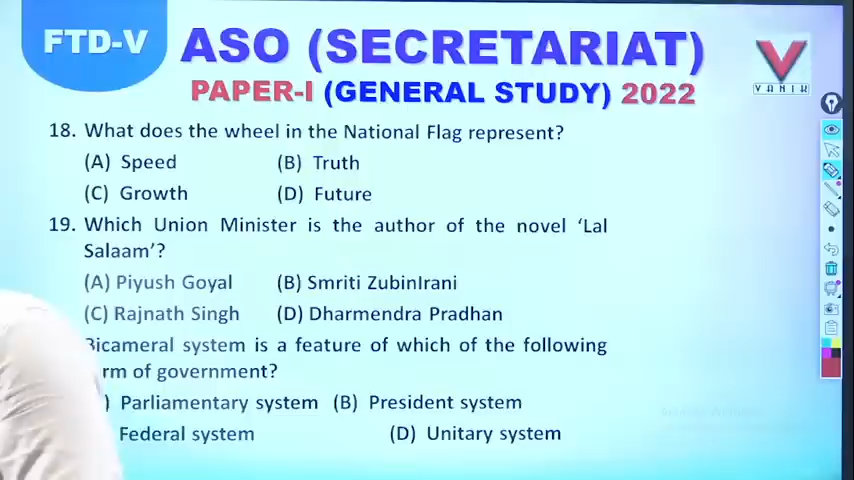 FTD-V
ASO (SECRETARIAT)
PAPER-I (GENERAL STUDY) 2022
VANIK
18. What does the wheel in the National Flag represent?
(A) Speed (B) Truth
(C) Growth (D) Future
19. Which Union Minister is the author of the novel ‘Lal
Salaam’?
(A) Piyush Goyal (B) Smriti ZubinIrani
(C) Rajnath Singh (D) Dharmendra Pradhan
Bicameral system is a feature of which of the following
rm of government?
) Parliamentary system (B) President system
Federal system (D) Unitary system